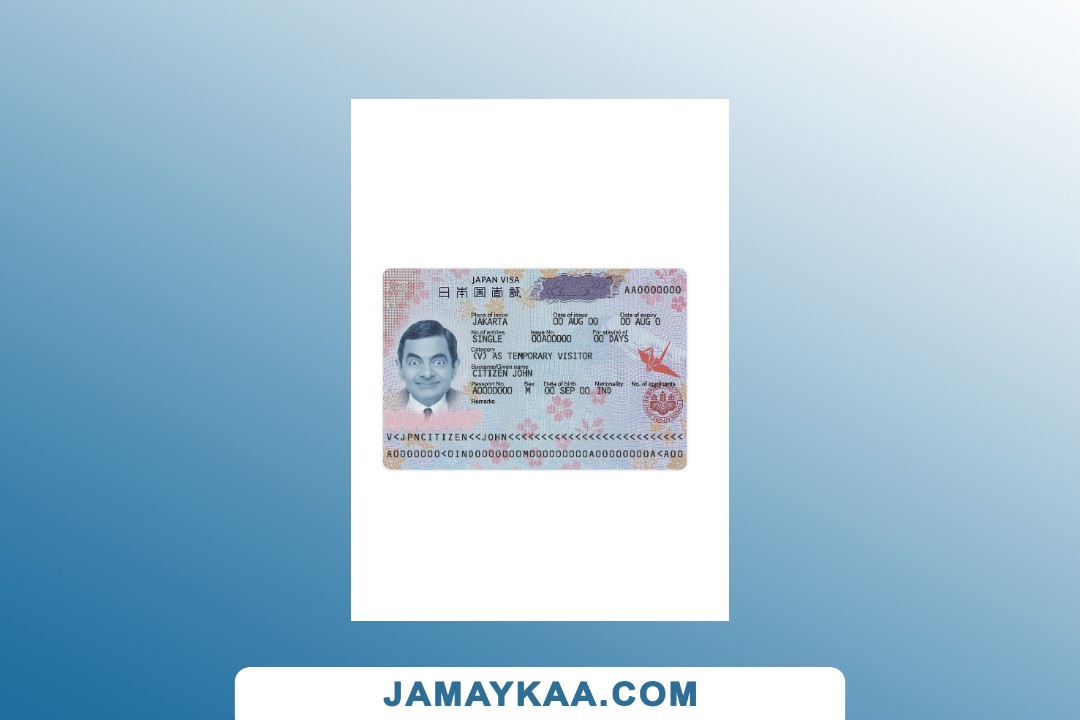 JAPAN VISA
日本国査証
AA0000000
Place of issue Date of issue Date of expiry
JAKARTA 00 AUG 00 00 AUG 0
No. of entries Issue No. For stay(s) of
SINGLE 00A00000 00 DAYS
Category
(V) AS TEMPORARY VISITOR
Surname/Given name
CITIZEN JOHN
Passport No. Sex Date of birth Nationality No. of applicants
A0000000 M 00 SEP 00 IND
Remarks
V<JPNCITIZEN<<JOHN<<<<<<<<<<<<<<<<<<<<<<<<<<
A0000000<0IND0000000M0000000000A00000000A<A00
JAMAYKAA.COM